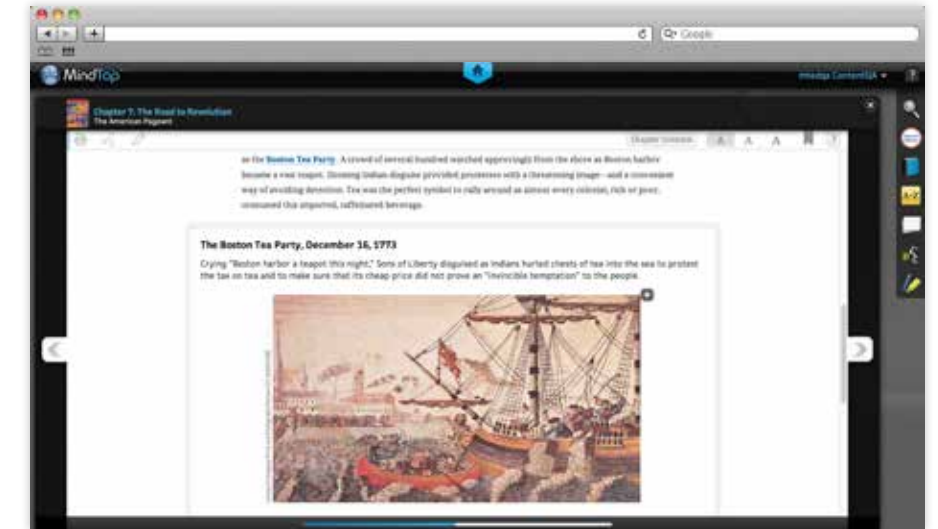 Google
MindTap
Chapter 7: The Road to Revolution
The American Pageant
A A A
as the Boston Tea Party. A crowd of several hundred watched approvingly from the shore as Boston harbor
became a vast teapot. Donning Indian disguise provided protesters with a threatening image—and a convenient
way of avoiding detection. Tea was the perfect symbol to rally around as almost every colonist, rich or poor,
consumed this imported, caffeinated beverage.
The Boston Tea Party, December 16, 1773
Crying "Boston harbor a teapot this night," Sons of Liberty disguised as Indians hurled chests of tea into the sea to protest
the tax on tea and to make sure that its cheap price did not prove an "invincible temptation" to the people.
A-Z